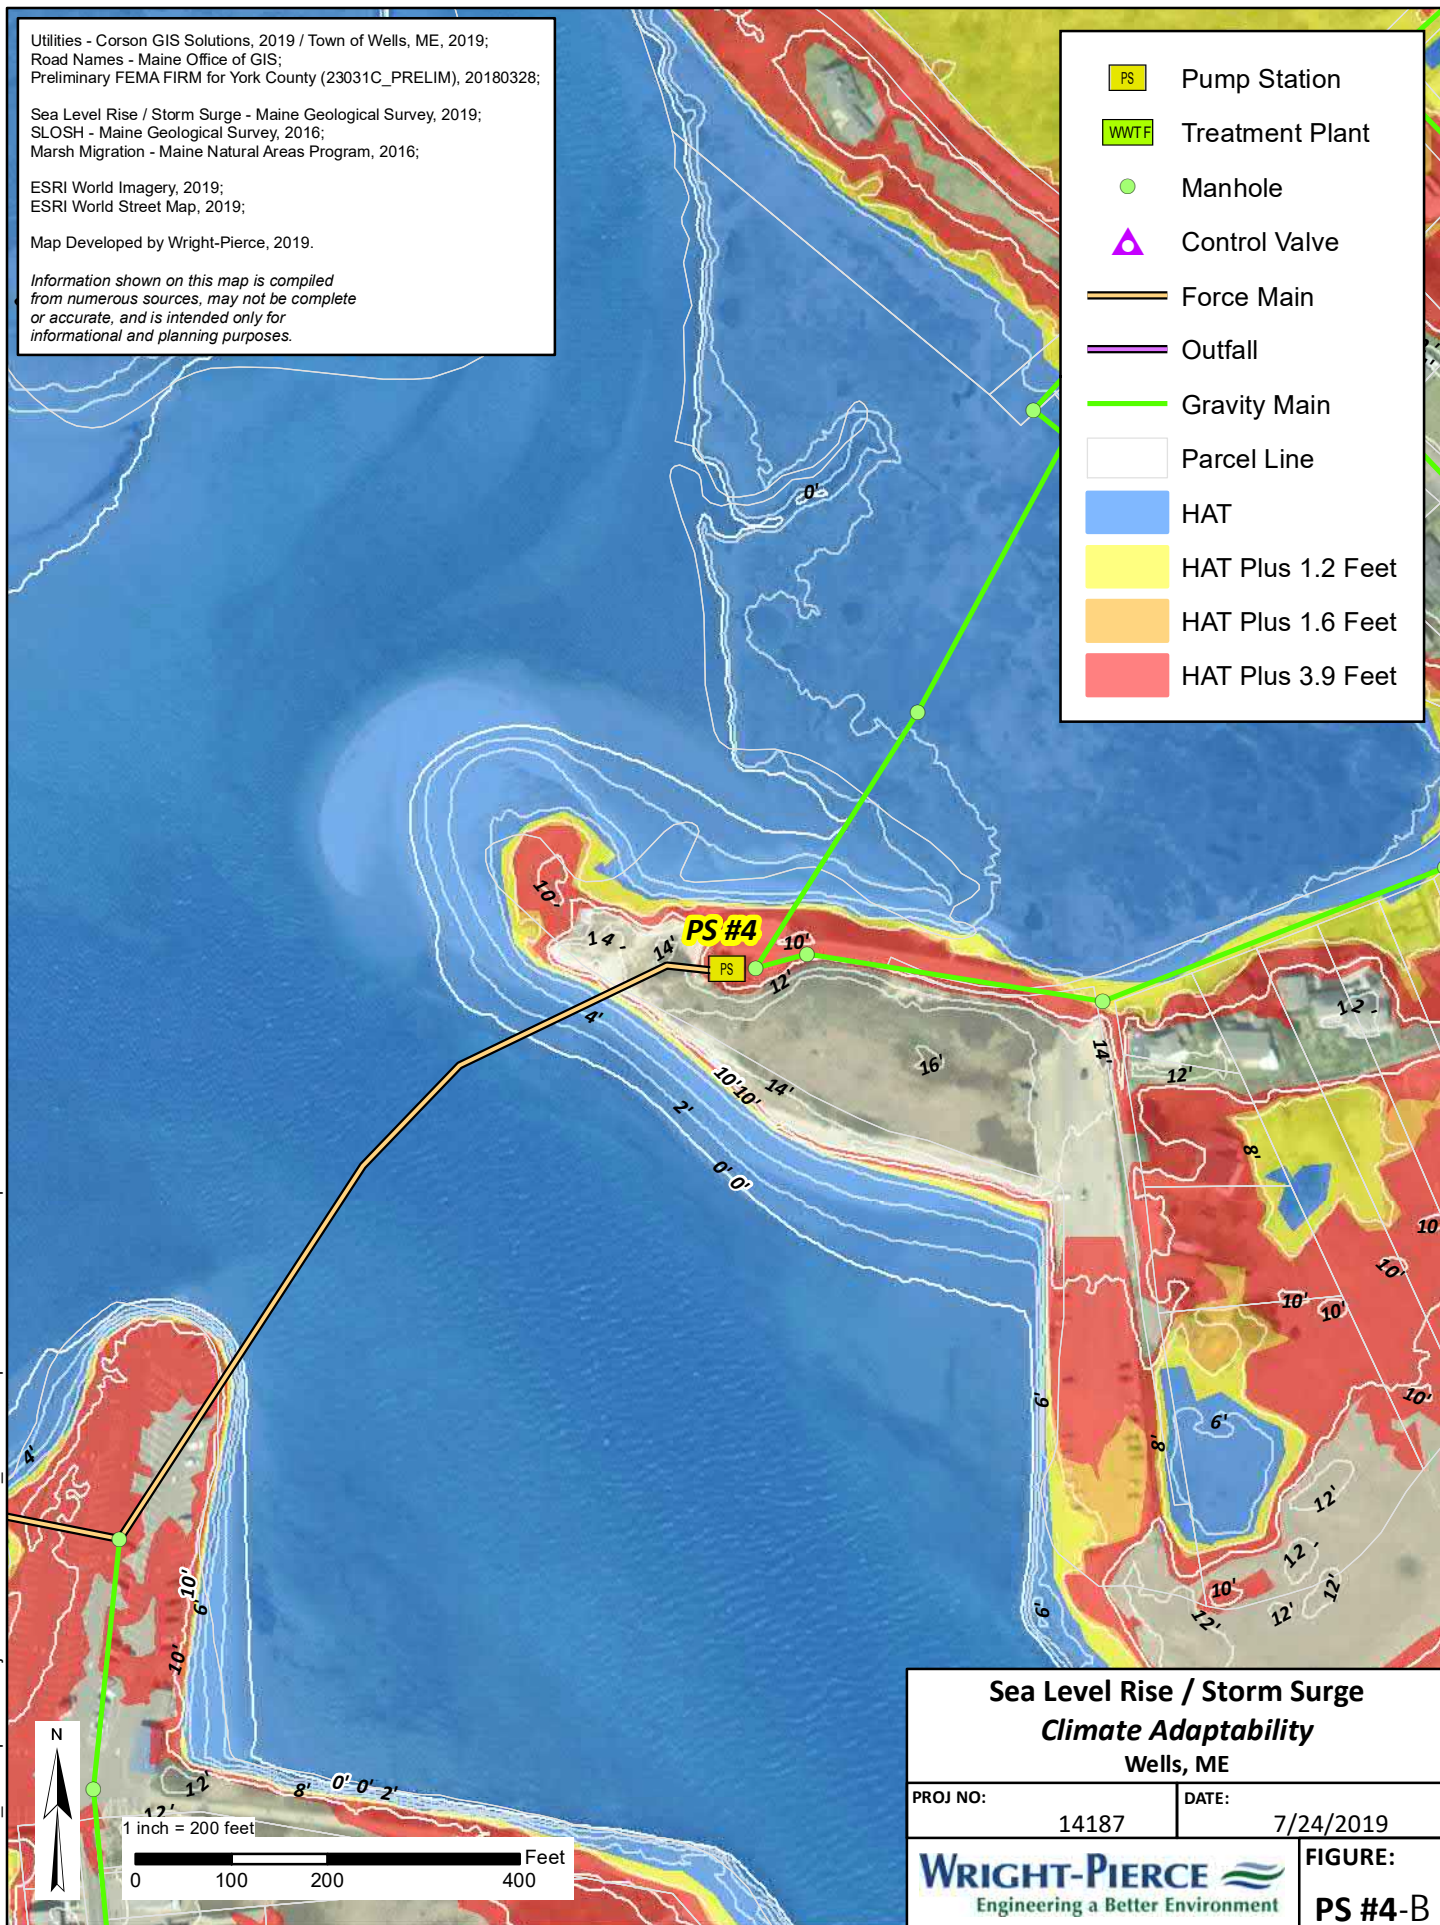 Utilities - Corson GIS Solutions, 2019 / Town of Wells, ME, 2019;
Road Names - Maine Office of GIS;
Preliminary FEMA FIRM for York County (23031C_PRELIM), 20180328;
Sea Level Rise / Storm Surge - Maine Geological Survey, 2019;
SLOSH - Maine Geological Survey, 2016;
Marsh Migration - Maine Natural Areas Program, 2016;
ESRI World Imagery, 2019;
ESRI World Street Map, 2019;
Map Developed by Wright-Pierce, 2019.
Information shown on this map is compiled
from numerous sources, may not be complete
or accurate, and is intended only for
informational and planning purposes.
PS Pump Station
WWTF Treatment Plant
Manhole
Control Valve
Force Main
Outfall
Gravity Main
Parcel Line
HAT
HAT Plus 1.2 Feet
HAT Plus 1.6 Feet
HAT Plus 3.9 Feet
0'
10'
14'
14'
PS #4
PS
10'
12'
4'
16'
14'
12'
12'
10' 10'
14'
2'
0' 0'
8'
10
10'
10'
10'
10'
6'
6'
8'
4'
12'
12'
10'
12'
12'
12'
6'
10'
6'
10'
12'
8'
0' 0' 2'
12'
N
1 inch = 200 feet
Feet
0 100 200 400
Sea Level Rise / Storm Surge
Climate Adaptability
Wells, ME
PROJ NO:
14187
DATE:
7/24/2019
WRIGHT-PIERCE
Engineering a Better Environment
FIGURE:
PS #4-B